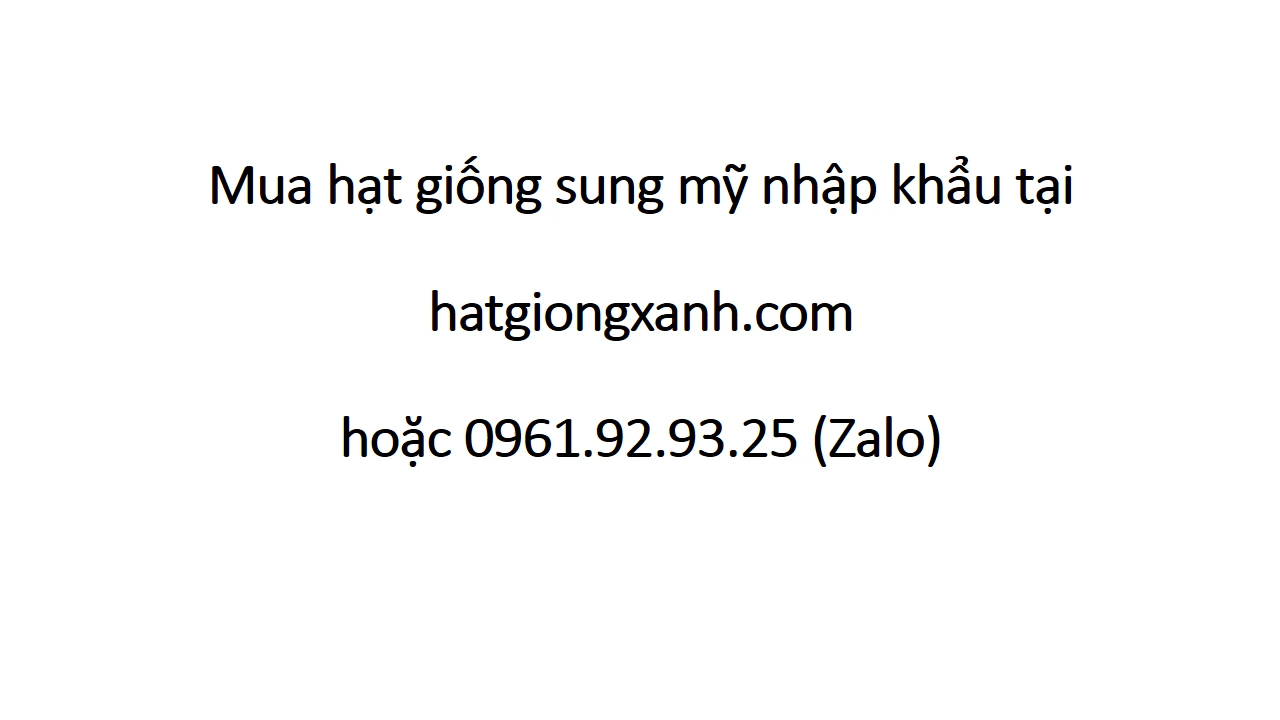 Mua hạt giống sung mỹ nhập khẩu tại
hatgiongxanh.com
hoặc 0961.92.93.25 (Zalo)